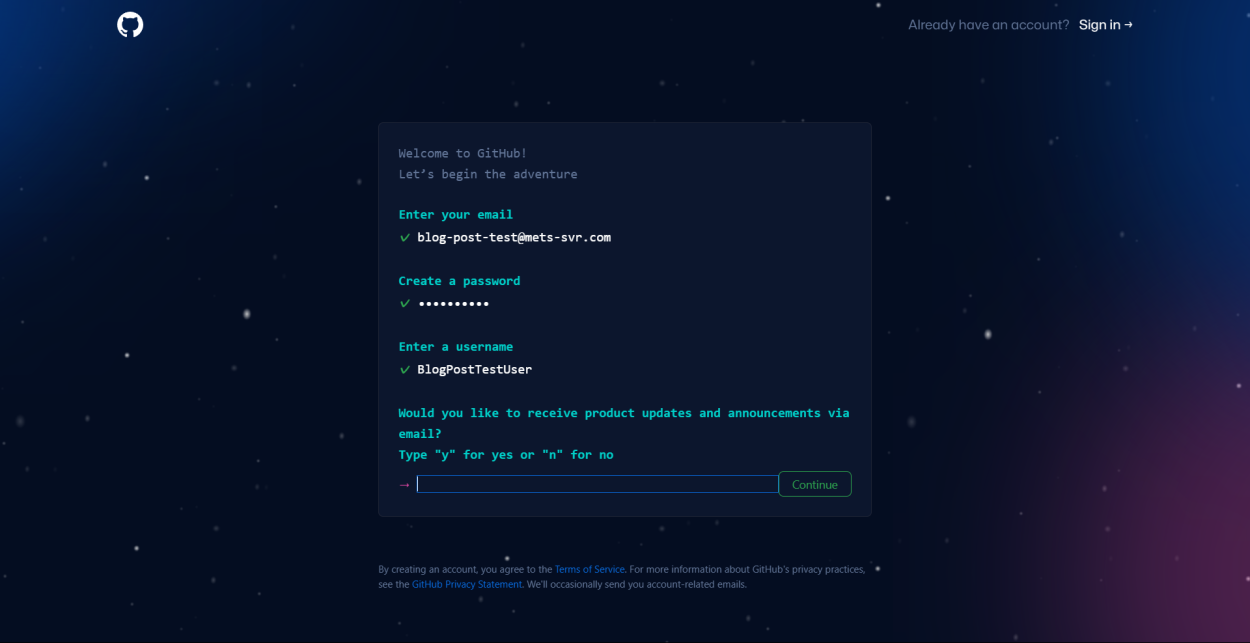 Already have an account? Sign in →
Welcome to GitHub!
Let’s begin the adventure
Enter your email
✓ blog-post-test@mets-svr.com
Create a password
✓ ••••••••••
Enter a username
✓ BlogPostTestUser
Would you like to receive product updates and announcements via
email?
Type "y" for yes or "n" for no
→ Continue
By creating an account, you agree to the Terms of Service. For more information about GitHub's privacy practices,
see the GitHub Privacy Statement. We'll occasionally send you account-related emails.